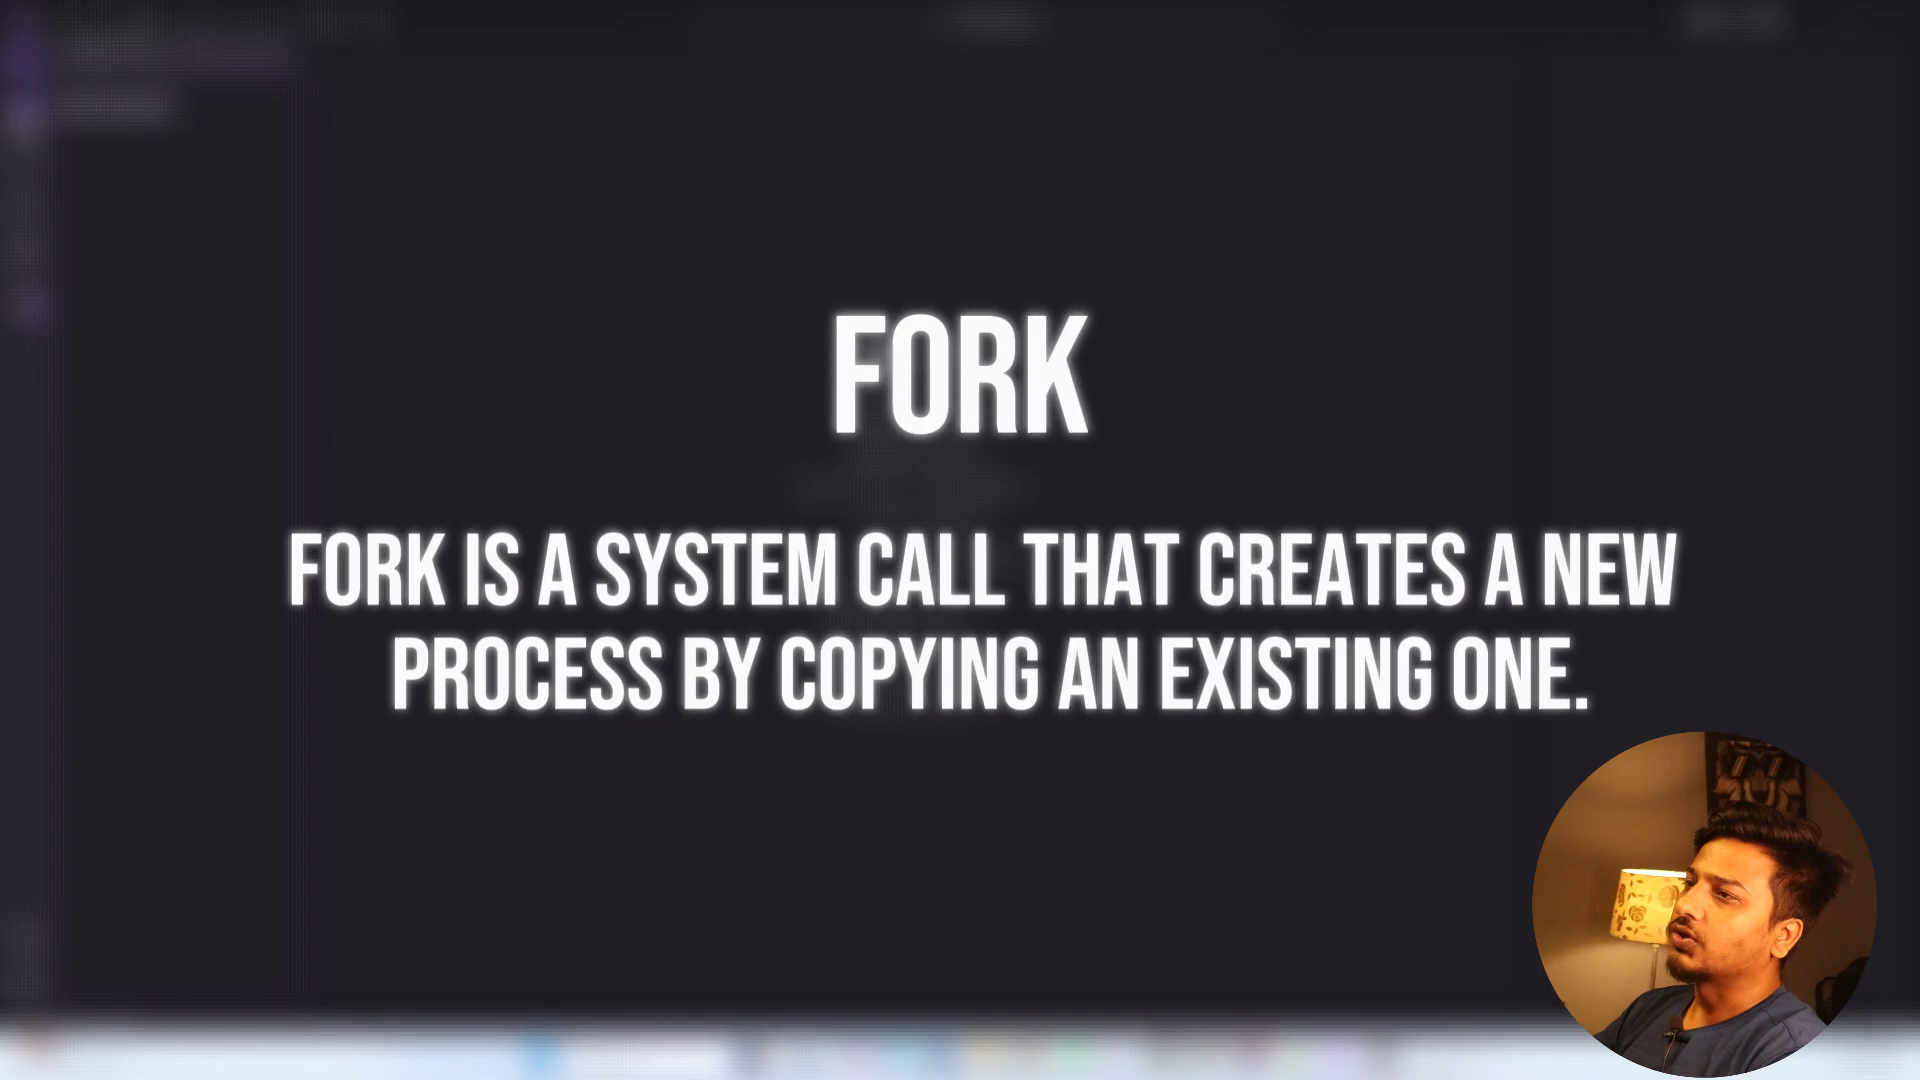 FORK
FORK IS A SYSTEM CALL THAT CREATES A NEW
PROCESS BY COPYING AN EXISTING ONE.